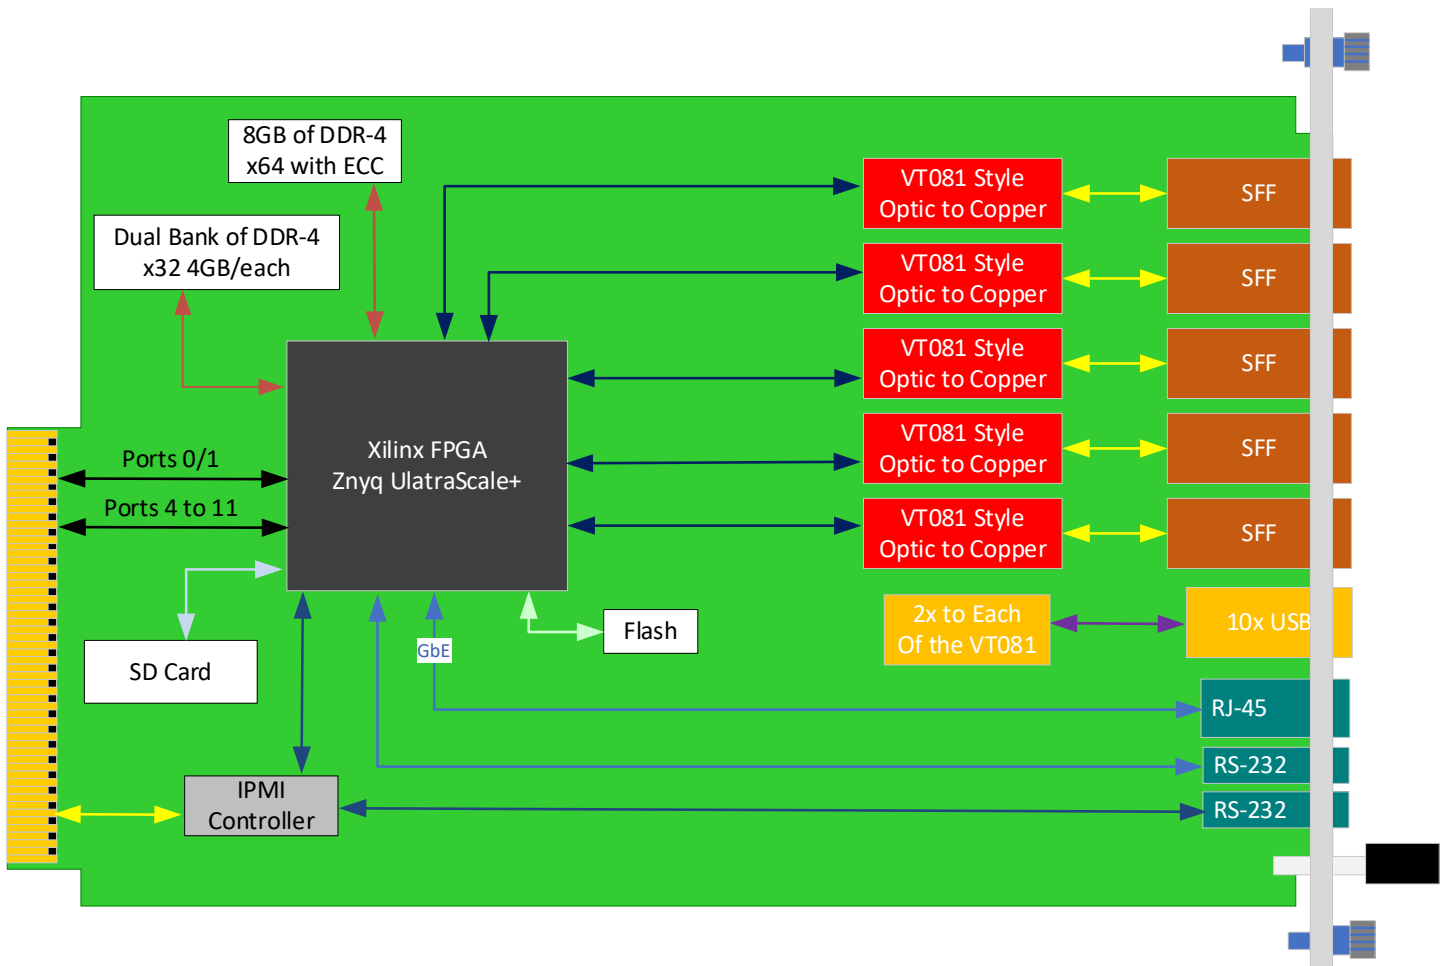 8GB of DDR-4
x64 with ECC
Dual Bank of DDR-4
x32 4GB/each
VT081 Style
Optic to Copper
SFF
VT081 Style
Optic to Copper
SFF
VT081 Style
Optic to Copper
SFF
VT081 Style
Optic to Copper
SFF
VT081 Style
Optic to Copper
SFF
Xilinx FPGA
Znyq UlatraScale+
Ports 0/1
Ports 4 to 11
SD Card
Flash
GbE
2x to Each
Of the VT081
10x USB
RJ-45
RS-232
RS-232
IPMI
Controller